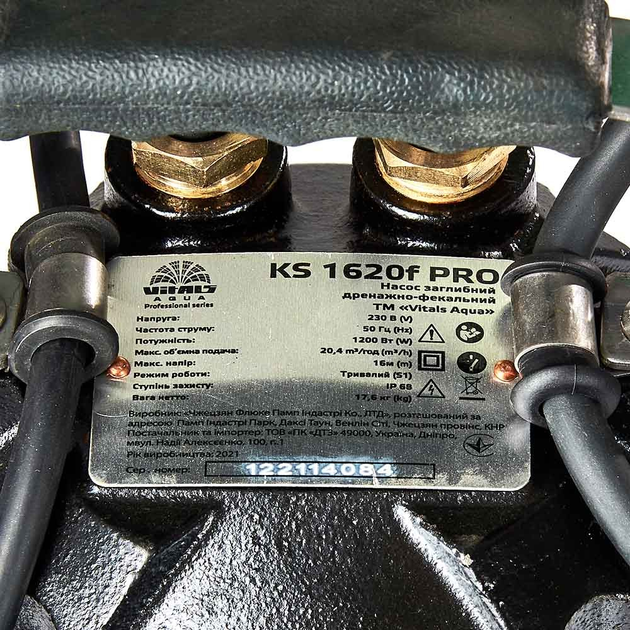 VITALS
AQUA
Professional series
KS 1620f PRO
Насос заглибний
дренажно-фекальний
ТМ «Vitals Aqua»
Напруга: 230 В (V)
Частота струму: 50 Гц (Hz)
Потужність: 1200 Вт (W)
Макс. об'ємна подача: 20,4 m³/год (m³/h)
Макс. напір: 16м (m)
Режим роботи: Тривалий (S1)
Ступінь захисту: IP 68
Вага нетто: 17,6 кг (kg)
Виробник: «Чжецзян Флюке Памп Індастрі Ко., ЛТД», розташований за
адресою: Памп Індастрі Парк, Даксі Таун, Венлін Сіті, Чжецзян провінс, КНР
Постачальник та імпортер: ТОВ «ПК «ДТЗ» 49000, Україна, Дніпро,
мвул. Надії Алексєєнко, 100, г.1
Рік виробництва: 2021
Сер. номер: 122114084